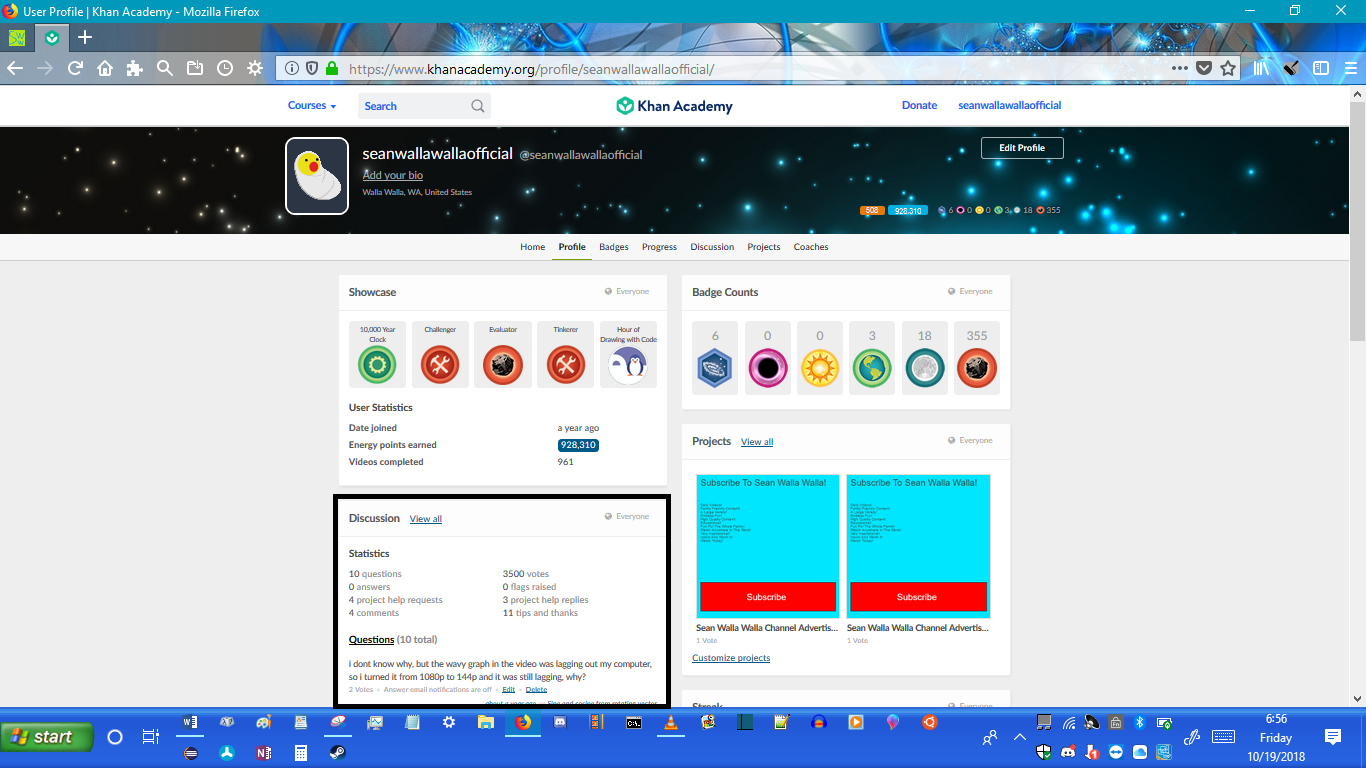 User Profile | Khan Academy - Mozilla Firefox
https://www.khanacademy.org/profile/seanwallawallaofficial/
Courses
Search
Khan Academy
Donate
seanwallawallaofficial
seanwallawallaofficial @seanwallawallaofficial
Add your bio
Walla Walla, WA, United States
Edit Profile
508 928,310 6 0 0 3 18 355
Home Profile Badges Progress Discussion Projects Coaches
Showcase Everyone
10,000 Year Clock
Challenger
Evaluator
Tinkerer
Hour of Drawing with Code
User Statistics
Date joined a year ago
Energy points earned 928,310
Videos completed 961
Badge Counts Everyone
6 0 0 3 18 355
Projects View all Everyone
Subscribe To Sean Walla Walla!
Subscribe
Sean Walla Walla Channel Advertis...
1 Vote
Subscribe To Sean Walla Walla!
Subscribe
Sean Walla Walla Channel Advertis...
1 Vote
Customize projects
Discussion View all Everyone
Statistics
10 questions 3500 votes
0 answers 0 flags raised
4 project help requests 3 project help replies
4 comments 11 tips and thanks
Questions (10 total)
i dont know why, but the wavy graph in the video was lagging out my computer,
so i turned it from 1080p to 144p and it was still lagging, why?
2 Votes • Answer email notifications are off • Edit • Delete
start
6:56
Friday
10/19/2018